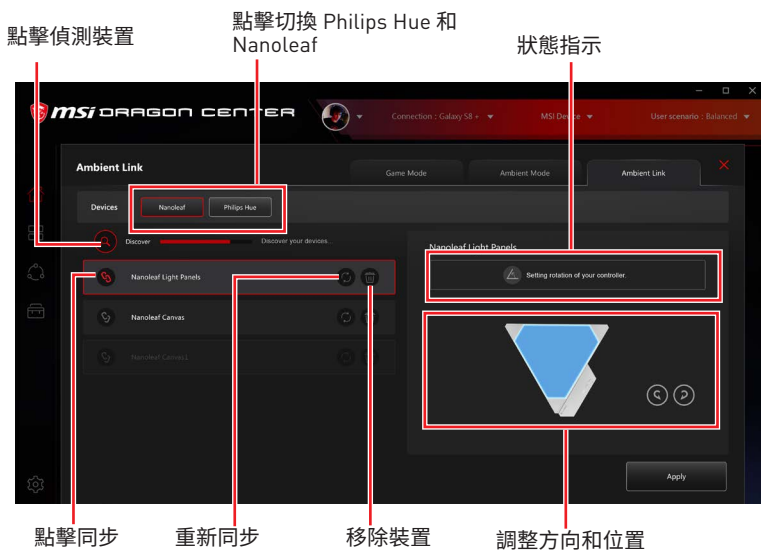 點擊偵測裝置
點擊切換 Philips Hue 和
Nanoleaf
狀態指示
msi DRAGON CENTER
Connection : Galaxy S8 +
MSI Device
User scenario : Balanced
Ambient Link
Game Mode
Ambient Mode
Ambient Link
Devices
Nanoleaf
Philips Hue
Discover
Discover your devices...
Nanoleaf Light Panels
Setting rotation of your controller.
Nanoleaf Light Panels
Nanoleaf Canvas
Nanoleaf Canvas1
Apply
點擊同步
重新同步
移除裝置
調整方向和位置